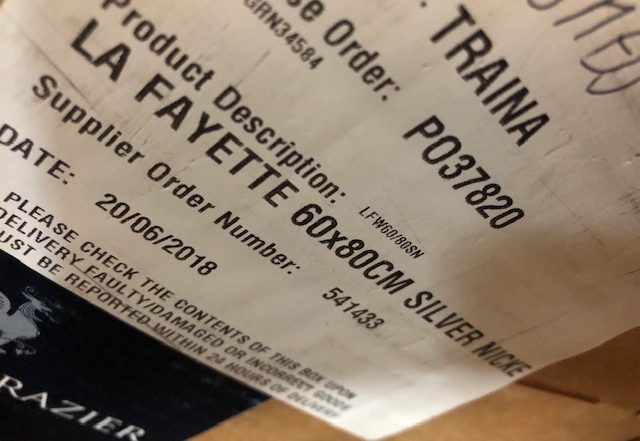 . TRAINA
se Order: PO37820
GRN34584
Product Description: LFW60/80SN
LA FAYETTE 60x80CM SILVER NICKE
Supplier Order Number: 541433
DATE: 20/06/2018
PLEASE CHECK THE CONTENTS OF THIS BOX UPON
DELIVERY FAULTY/DAMAGED OR INCORRECT GOODS
UST BE REPORTED WITHIN 24 HOURS OF DELIVERY
RAZIER